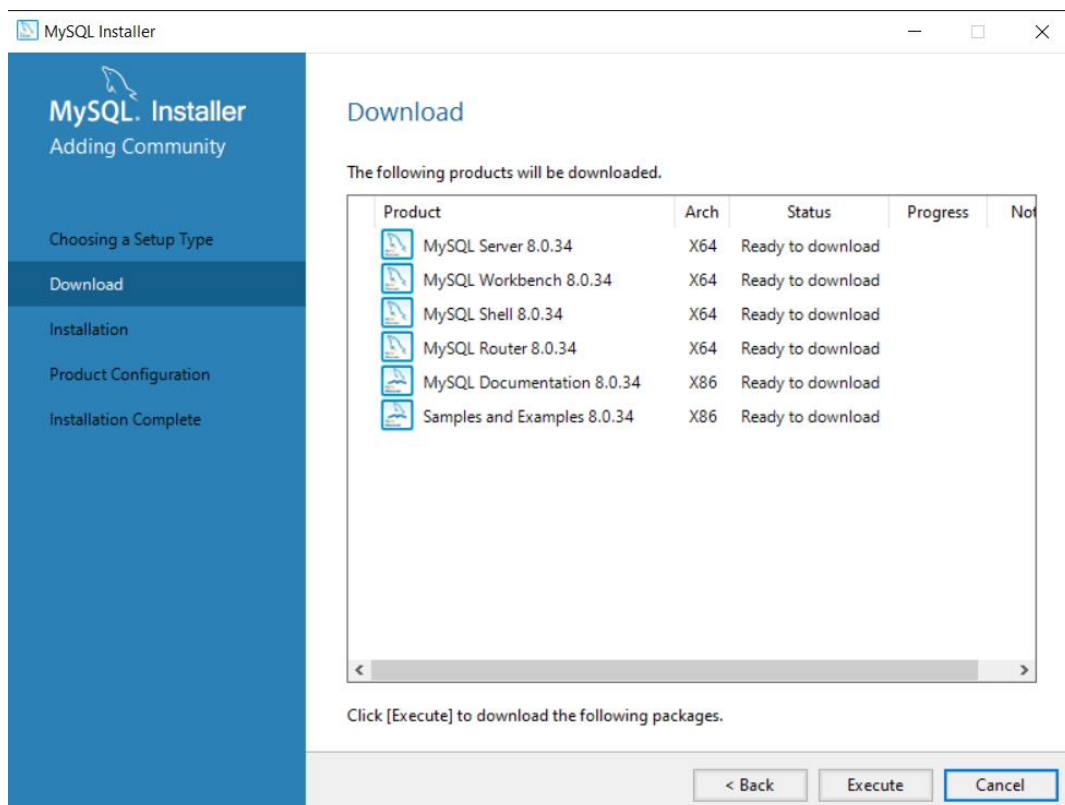 MySQL Installer
MySQL. Installer
Adding Community
Choosing a Setup Type
Download
Installation
Product Configuration
Installation Complete
Download
The following products will be downloaded.
Product Arch Status Progress Not
MySQL Server 8.0.34 X64 Ready to download
MySQL Workbench 8.0.34 X64 Ready to download
MySQL Shell 8.0.34 X64 Ready to download
MySQL Router 8.0.34 X64 Ready to download
MySQL Documentation 8.0.34 X86 Ready to download
Samples and Examples 8.0.34 X86 Ready to download
Click [Execute] to download the following packages.
< Back Execute Cancel